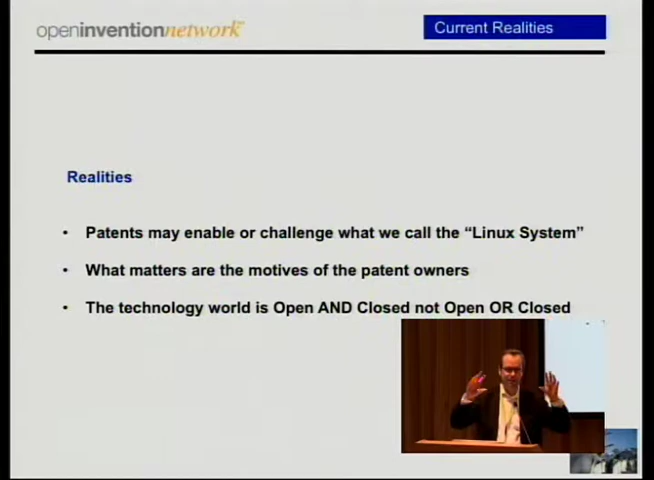 openinventionnetwork
Current Realities
Realities
• Patents may enable or challenge what we call the “Linux System”
• What matters are the motives of the patent owners
• The technology world is Open AND Closed not Open OR Closed